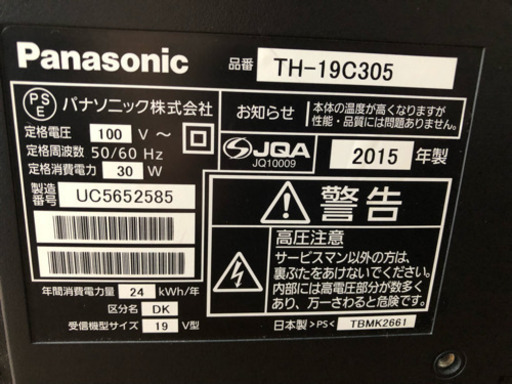 Panasonic
品番 TH-19C305
PS E パナソニック株式会社
お知らせ 本体の温度が高くなりますが
性能・品質には問題ありません。
定格電圧 100 V ~
定格周波数 50/60 Hz
定格消費電力 30 W
JQA
JQ10009
2015 年製
製造番号 UC5652585
警告
高圧注意
サービスマン以外の方は、
裏ぶたをあけないでください。
内部には高電圧部分が数多く
あり、万一さわると危険です。
年間消費電力量 24 kWh/年
区分名 DK
受信機型サイズ 19 V型
日本製 >PS< TBMK2661